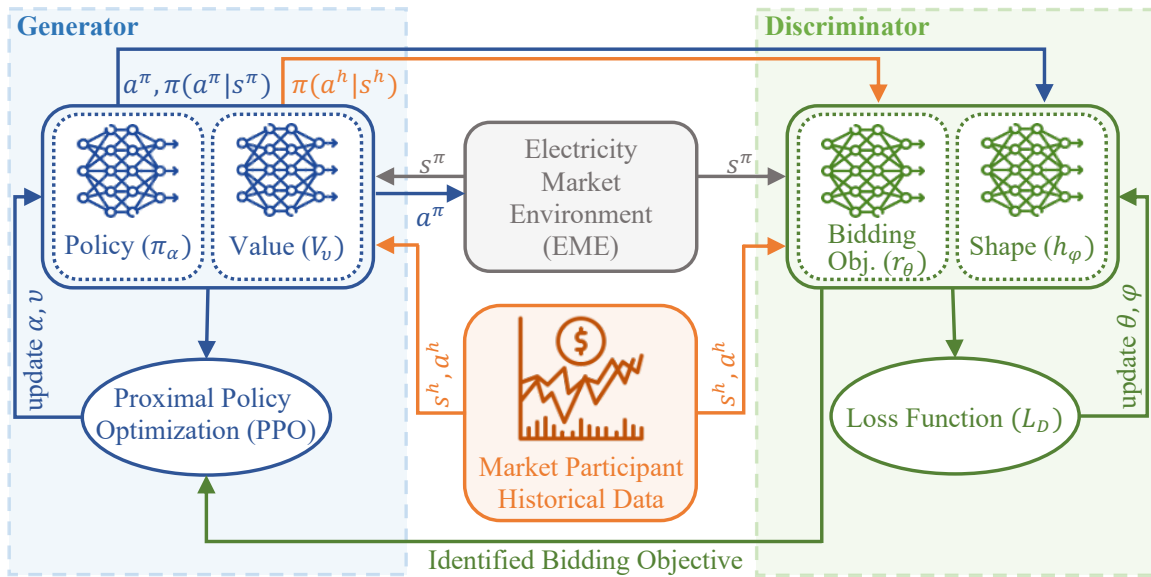 Generator
Discriminator
a^π, π(a^π|s^π)
π(a^h|s^h)
Policy (π_α)
Value (V_υ)
s^π
a^π
Electricity
Market
Environment
(EME)
s^π
Bidding
Obj. (r_θ)
Shape (h_φ)
update α, υ
s^h, a^h
$
s^h, a^h
update θ, φ
Proximal Policy
Optimization (PPO)
Market Participant
Historical Data
Loss Function (L_D)
Identified Bidding Objective